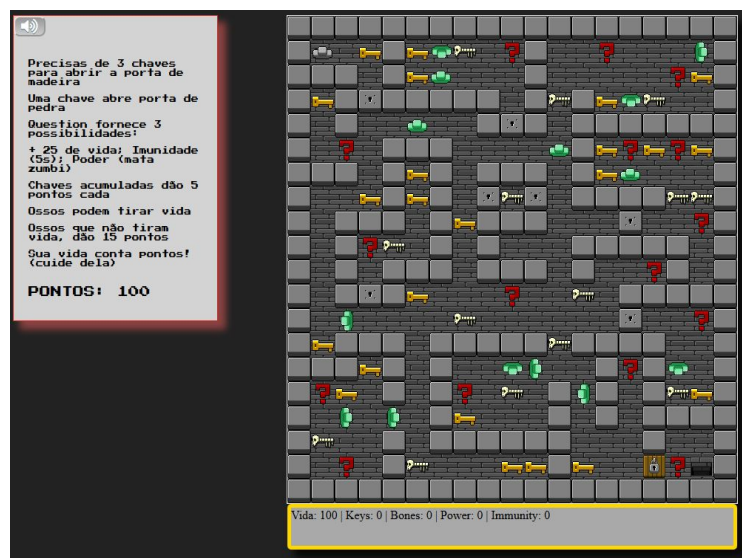 Precisas de 3 chaves
para abrir a porta de
madeira
Uma chave abre porta de
pedra
Question fornece 3
possibilidades:
+ 25 de vida; Imunidade
(5s); Poder (mata
zumbi)
Chaves acumuladas dão 5
pontos cada
Ossos podem tirar vida
Ossos que não tiram
vida, dão 15 pontos
Sua vida conta pontos!
(cuide dela)
PONTOS: 100
Vida: 100 | Keys: 0 | Bones: 0 | Power: 0 | Immunity: 0